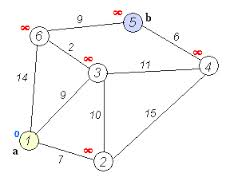 ∞ 9 ∞ 5 b
6 ∞ 2 ∞ 6 ∞
3 11 4
14 9 10 15
0 1 ∞
a 7 2